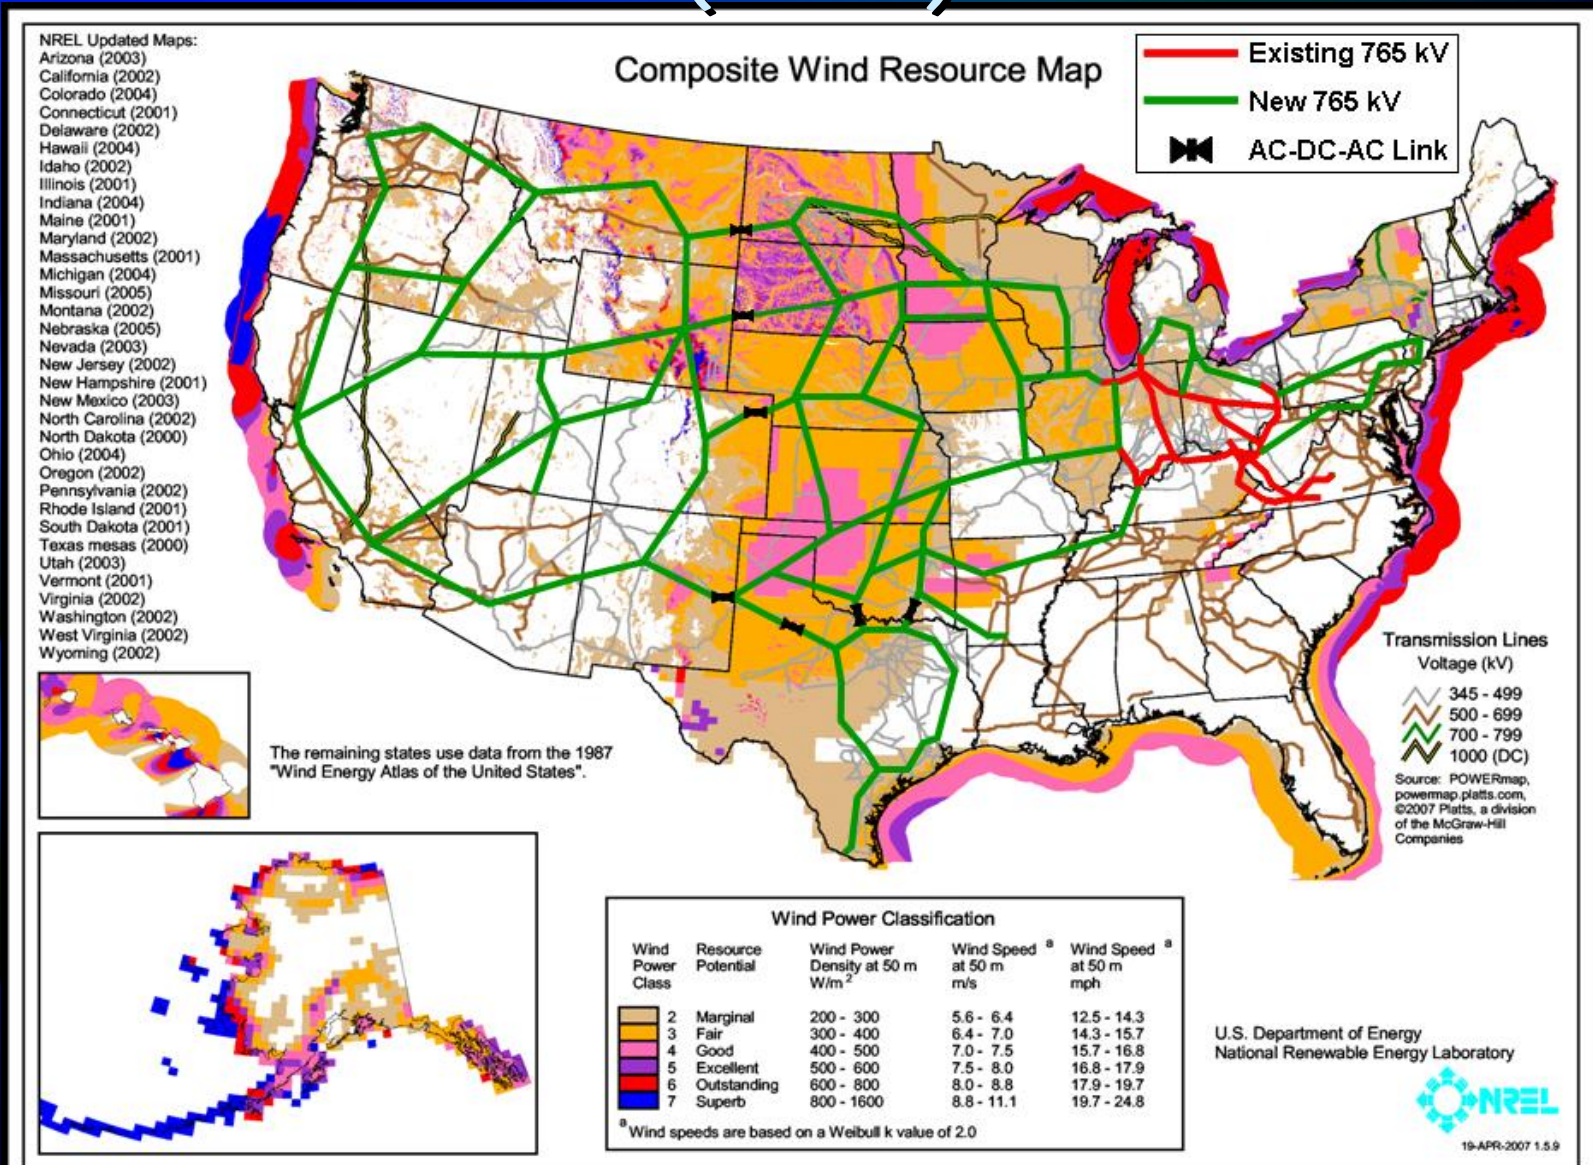 NREL Updated Maps:
Arizona (2003)
California (2002)
Colorado (2004)
Connecticut (2001)
Delaware (2002)
Hawaii (2004)
Idaho (2002)
Illinois (2001)
Indiana (2004)
Maine (2001)
Maryland (2002)
Massachusetts (2001)
Michigan (2004)
Missouri (2005)
Montana (2002)
Nebraska (2005)
Nevada (2003)
New Jersey (2002)
New Hampshire (2001)
New Mexico (2003)
North Carolina (2002)
North Dakota (2000)
Ohio (2004)
Oregon (2002)
Pennsylvania (2002)
Rhode Island (2001)
South Dakota (2001)
Texas mesas (2000)
Utah (2003)
Vermont (2001)
Virginia (2002)
Washington (2002)
West Virginia (2002)
Wyoming (2002)
Composite Wind Resource Map
Existing 765 kV
New 765 kV
AC-DC-AC Link
The remaining states use data from the 1987
"Wind Energy Atlas of the United States".
Transmission Lines
Voltage (kV)
345 - 499
500 - 699
700 - 799
1000 (DC)
Source: POWERmap,
powermap.platts.com,
©2007 Platts, a division
of the McGraw-Hill
Companies
Wind Power Classification
Wind Resource Wind Power Wind Speed a Wind Speed a
Power Potential Density at 50 m at 50 m at 50 m
Class W/m 2 m/s mph
2 Marginal 200 - 300 5.6 - 6.4 12.5 - 14.3
3 Fair 300 - 400 6.4 - 7.0 14.3 - 15.7
4 Good 400 - 500 7.0 - 7.5 15.7 - 16.8
5 Excellent 500 - 600 7.5 - 8.0 16.8 - 17.9
6 Outstanding 600 - 800 8.0 - 8.8 17.9 - 19.7
7 Superb 800 - 1600 8.8 - 11.1 19.7 - 24.8
a Wind speeds are based on a Weibull k value of 2.0
U.S. Department of Energy
National Renewable Energy Laboratory
NREL
19-APR-2007 1.5.9